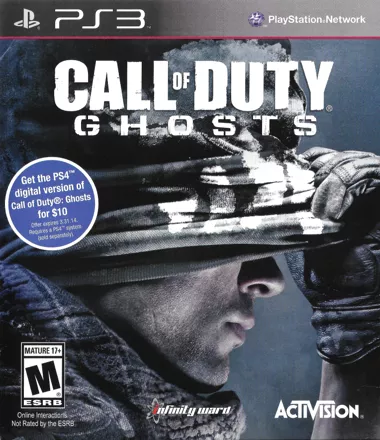 PS3
PlayStation®Network
CALL OF DUTY®
GHOSTS
Get the PS4™
digital version of
Call of Duty®: Ghosts
for $10
Offer expires 3.31.14.
Requires a PS4™ system
(sold separately).
MATURE 17+
M
ESRB
Online Interactions
Not Rated by the ESRB
infinity ward
ACTIVISION®